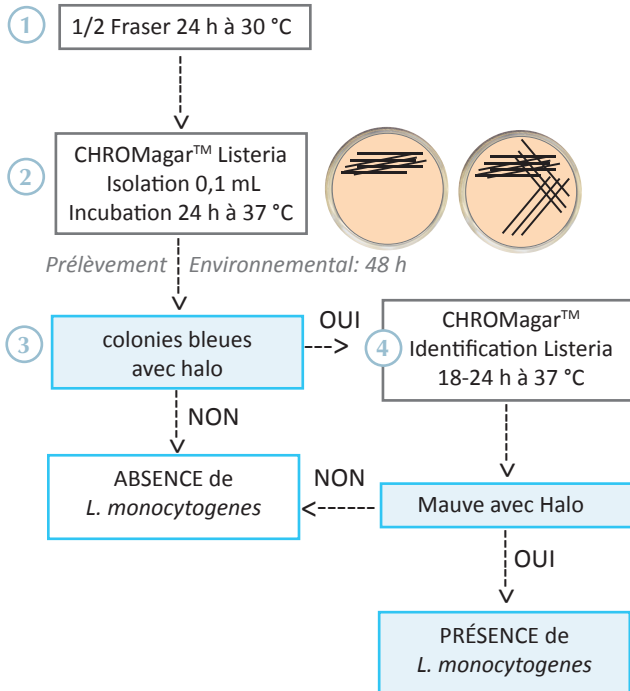 1
1/2 Fraser 24 h à 30 °C
2
CHROMagar™ Listeria
Isolation 0,1 mL
Incubation 24 h à 37 °C
Prélèvement Environnemental: 48 h
3
colonies bleues
avec halo
OUI
4
CHROMagar™
Identification Listeria
18-24 h à 37 °C
NON
ABSENCE de
L. monocytogenes
NON
Mauve avec Halo
OUI
PRÉSENCE de
L. monocytogenes